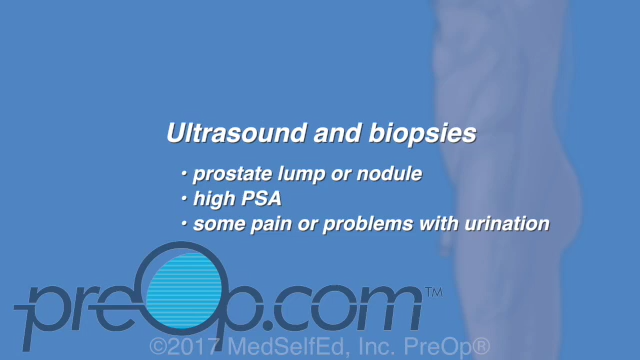 Ultrasound and biopsies
• prostate lump or nodule
• high PSA
• some pain or problems with urination
preOp.com™
©2017 MedSelfEd, Inc. PreOp®